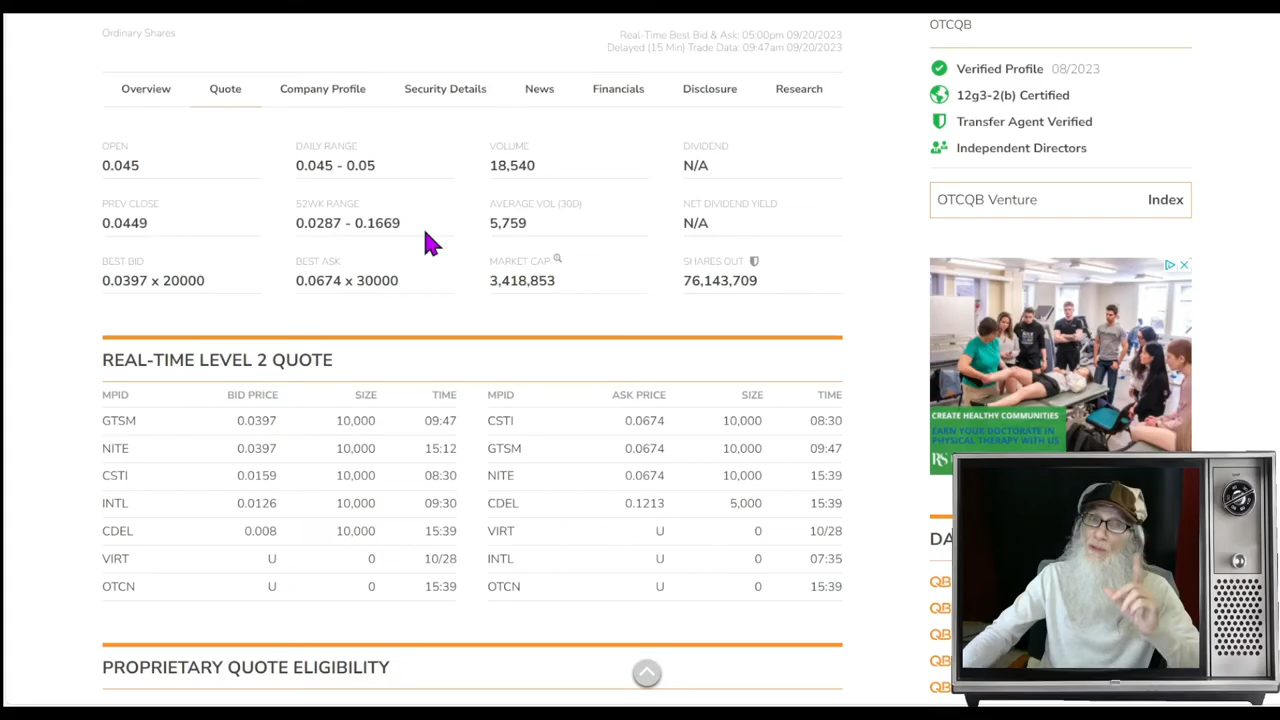 Ordinary Shares
Real-Time Best Bid & Ask: 05:00pm 09/20/2023
Delayed (15 Min) Trade Data: 09:47am 09/20/2023
Overview Quote Company Profile Security Details News Financials Disclosure Research
OPEN DAILY RANGE VOLUME DIVIDEND
0.045 0.045 - 0.05 18,540 N/A
PREV CLOSE 52WK RANGE AVERAGE VOL (30D) NET DIVIDEND YIELD
0.0449 0.0287 - 0.1669 5,759 N/A
BEST BID BEST ASK MARKET CAP SHARES OUT
0.0397 x 20000 0.0674 x 30000 3,418,853 76,143,709
REAL-TIME LEVEL 2 QUOTE
MPID BID PRICE SIZE TIME MPID ASK PRICE SIZE TIME
GTSM 0.0397 10,000 09:47 CSTI 0.0674 10,000 08:30
NITE 0.0397 10,000 15:12 GTSM 0.0674 10,000 09:47
CSTI 0.0159 10,000 08:30 NITE 0.0674 10,000 15:39
INTL 0.0126 10,000 09:30 CDEL 0.1213 5,000 15:39
CDEL 0.008 10,000 15:39 VIRT U 0 10/28
VIRT U 0 10/28 INTL U 0 07:35
OTCN U 0 15:39 OTCN U 0 15:39
PROPRIETARY QUOTE ELIGIBILITY
OTCQB
Verified Profile 08/2023
12g3-2(b) Certified
Transfer Agent Verified
Independent Directors
OTCQB Venture Index
CREATE HEALTHY COMMUNITIES
EARN YOUR DOCTORATE IN
PHYSICAL THERAPY WITH US
RS
DA
QB
QB
QB
QB
QB